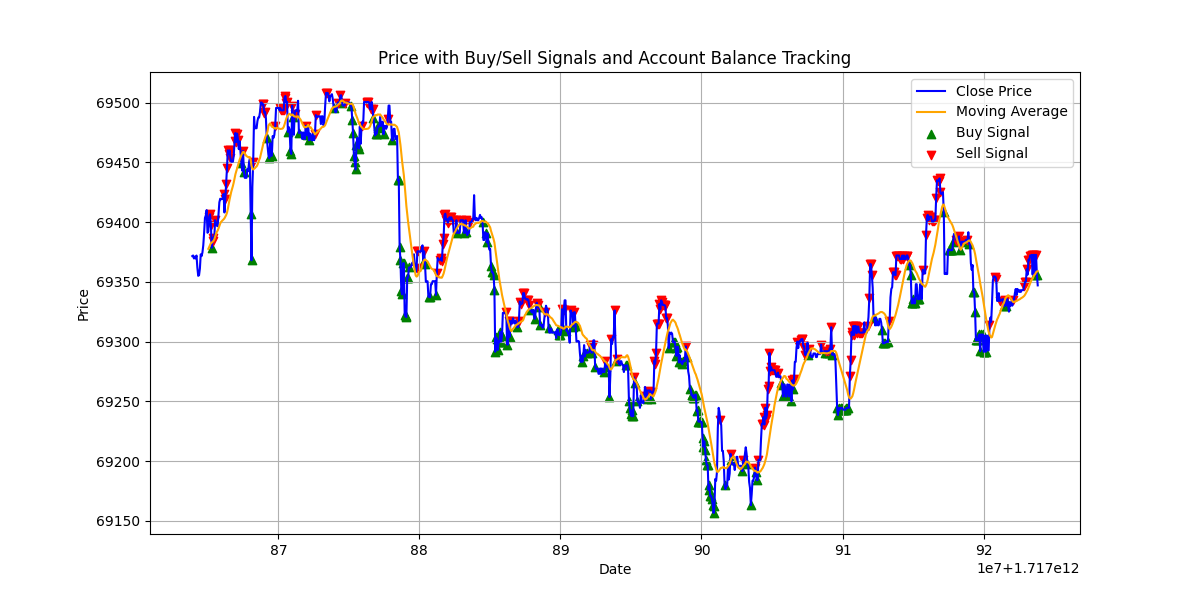 Price with Buy/Sell Signals and Account Balance Tracking
Close Price
Moving Average
Buy Signal
Sell Signal
69500
69450
69400
69350
69300
69250
69200
69150
Price
87 88 89 90 91 92
Date
1e7+1.717e12